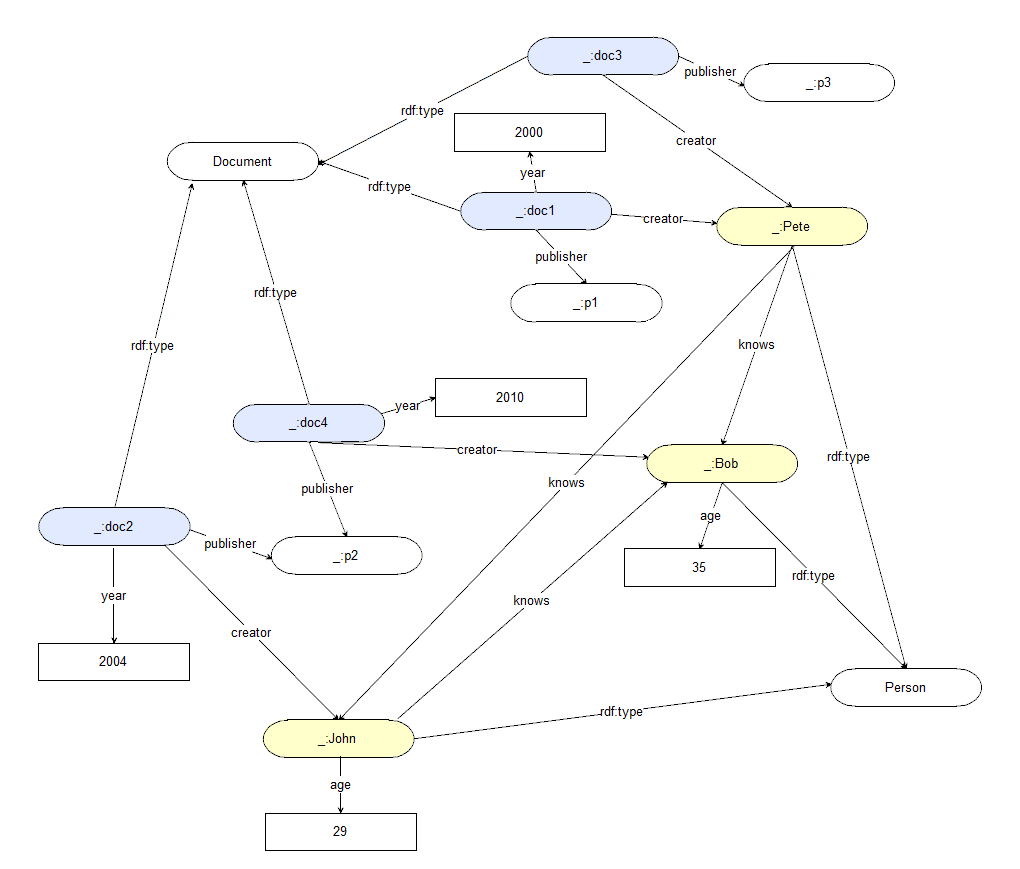 _:doc3
publisher
_:p3
rdf:type
2000
creator
Document
year
rdf:type
_:doc1
creator
_:Pete
publisher
_:p1
rdf:type
rdf:type
knows
2010
year
_:doc4
creator
_:Bob
rdf:type
knows
publisher
age
_:doc2
publisher
_:p2
35
rdf:type
year
knows
creator
2004
Person
rdf:type
_:John
age
29